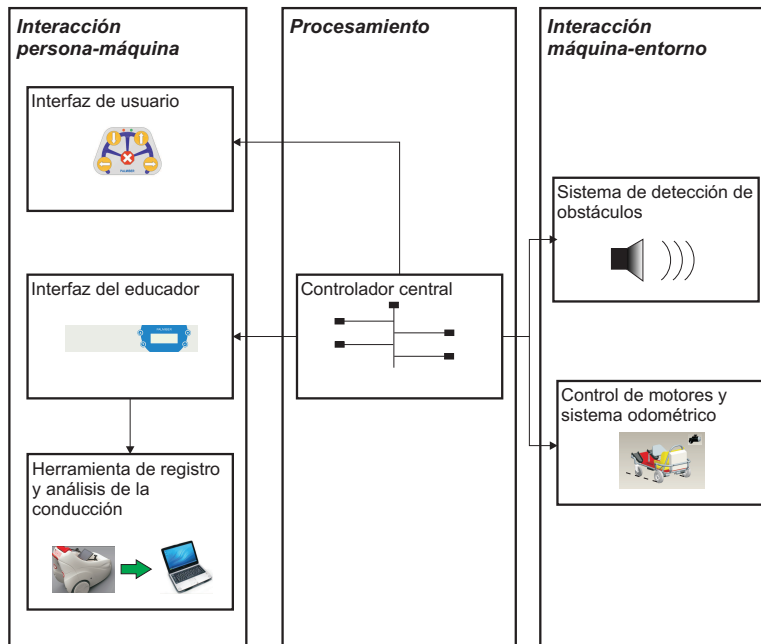 Interacción
persona-máquina
Interfaz de usuario
PALMIBER
Interfaz del educador
Herramienta de registro
y análisis de la
conducción
Procesamiento
Controlador central
Interacción
máquina-entorno
Sistema de detección de
obstáculos
Control de motores y
sistema odométrico